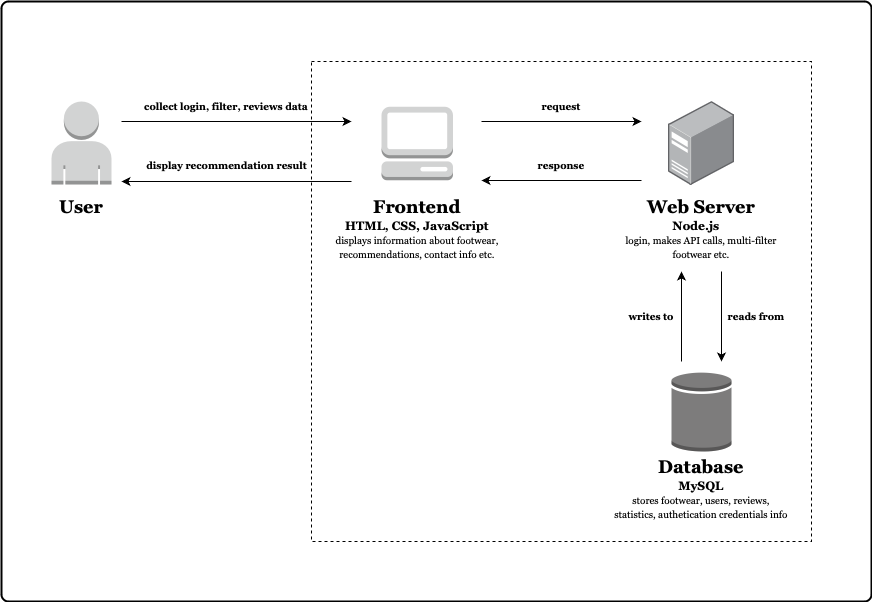 collect login, filter, reviews data
display recommendation result
User
request
response
Frontend
HTML, CSS, JavaScript
displays information about footwear,
recommendations, contact info etc.
Web Server
Node.js
login, makes API calls, multi-filter
footwear etc.
writes to
reads from
Database
MySQL
stores footwear, users, reviews,
statistics, authetication credentials info